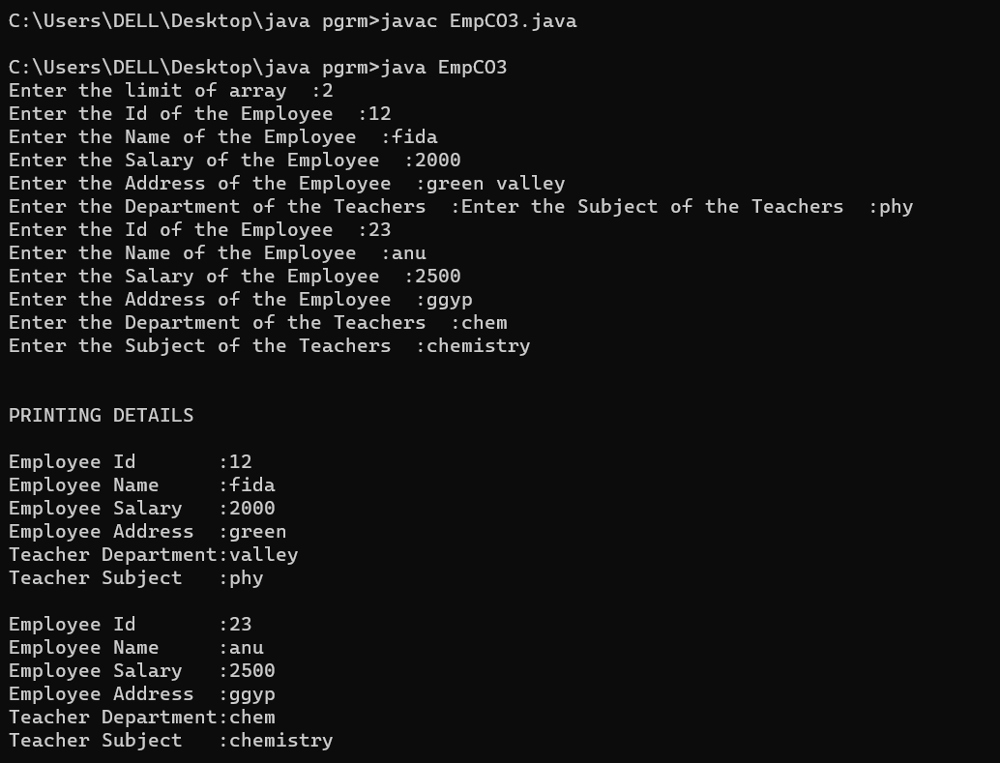 C:\Users\DELL\Desktop\java pgrm>javac EmpCO3.java
C:\Users\DELL\Desktop\java pgrm>java EmpCO3
Enter the limit of array  :2
Enter the Id of the Employee  :12
Enter the Name of the Employee  :fida
Enter the Salary of the Employee  :2000
Enter the Address of the Employee  :green valley
Enter the Department of the Teachers  :Enter the Subject of the Teachers  :phy
Enter the Id of the Employee  :23
Enter the Name of the Employee  :anu
Enter the Salary of the Employee  :2500
Enter the Address of the Employee  :ggyp
Enter the Department of the Teachers  :chem
Enter the Subject of the Teachers  :chemistry
PRINTING DETAILS
Employee Id       :12
Employee Name     :fida
Employee Salary   :2000
Employee Address  :green
Teacher Department:valley
Teacher Subject   :phy
Employee Id       :23
Employee Name     :anu
Employee Salary   :2500
Employee Address  :ggyp
Teacher Department:chem
Teacher Subject   :chemistry